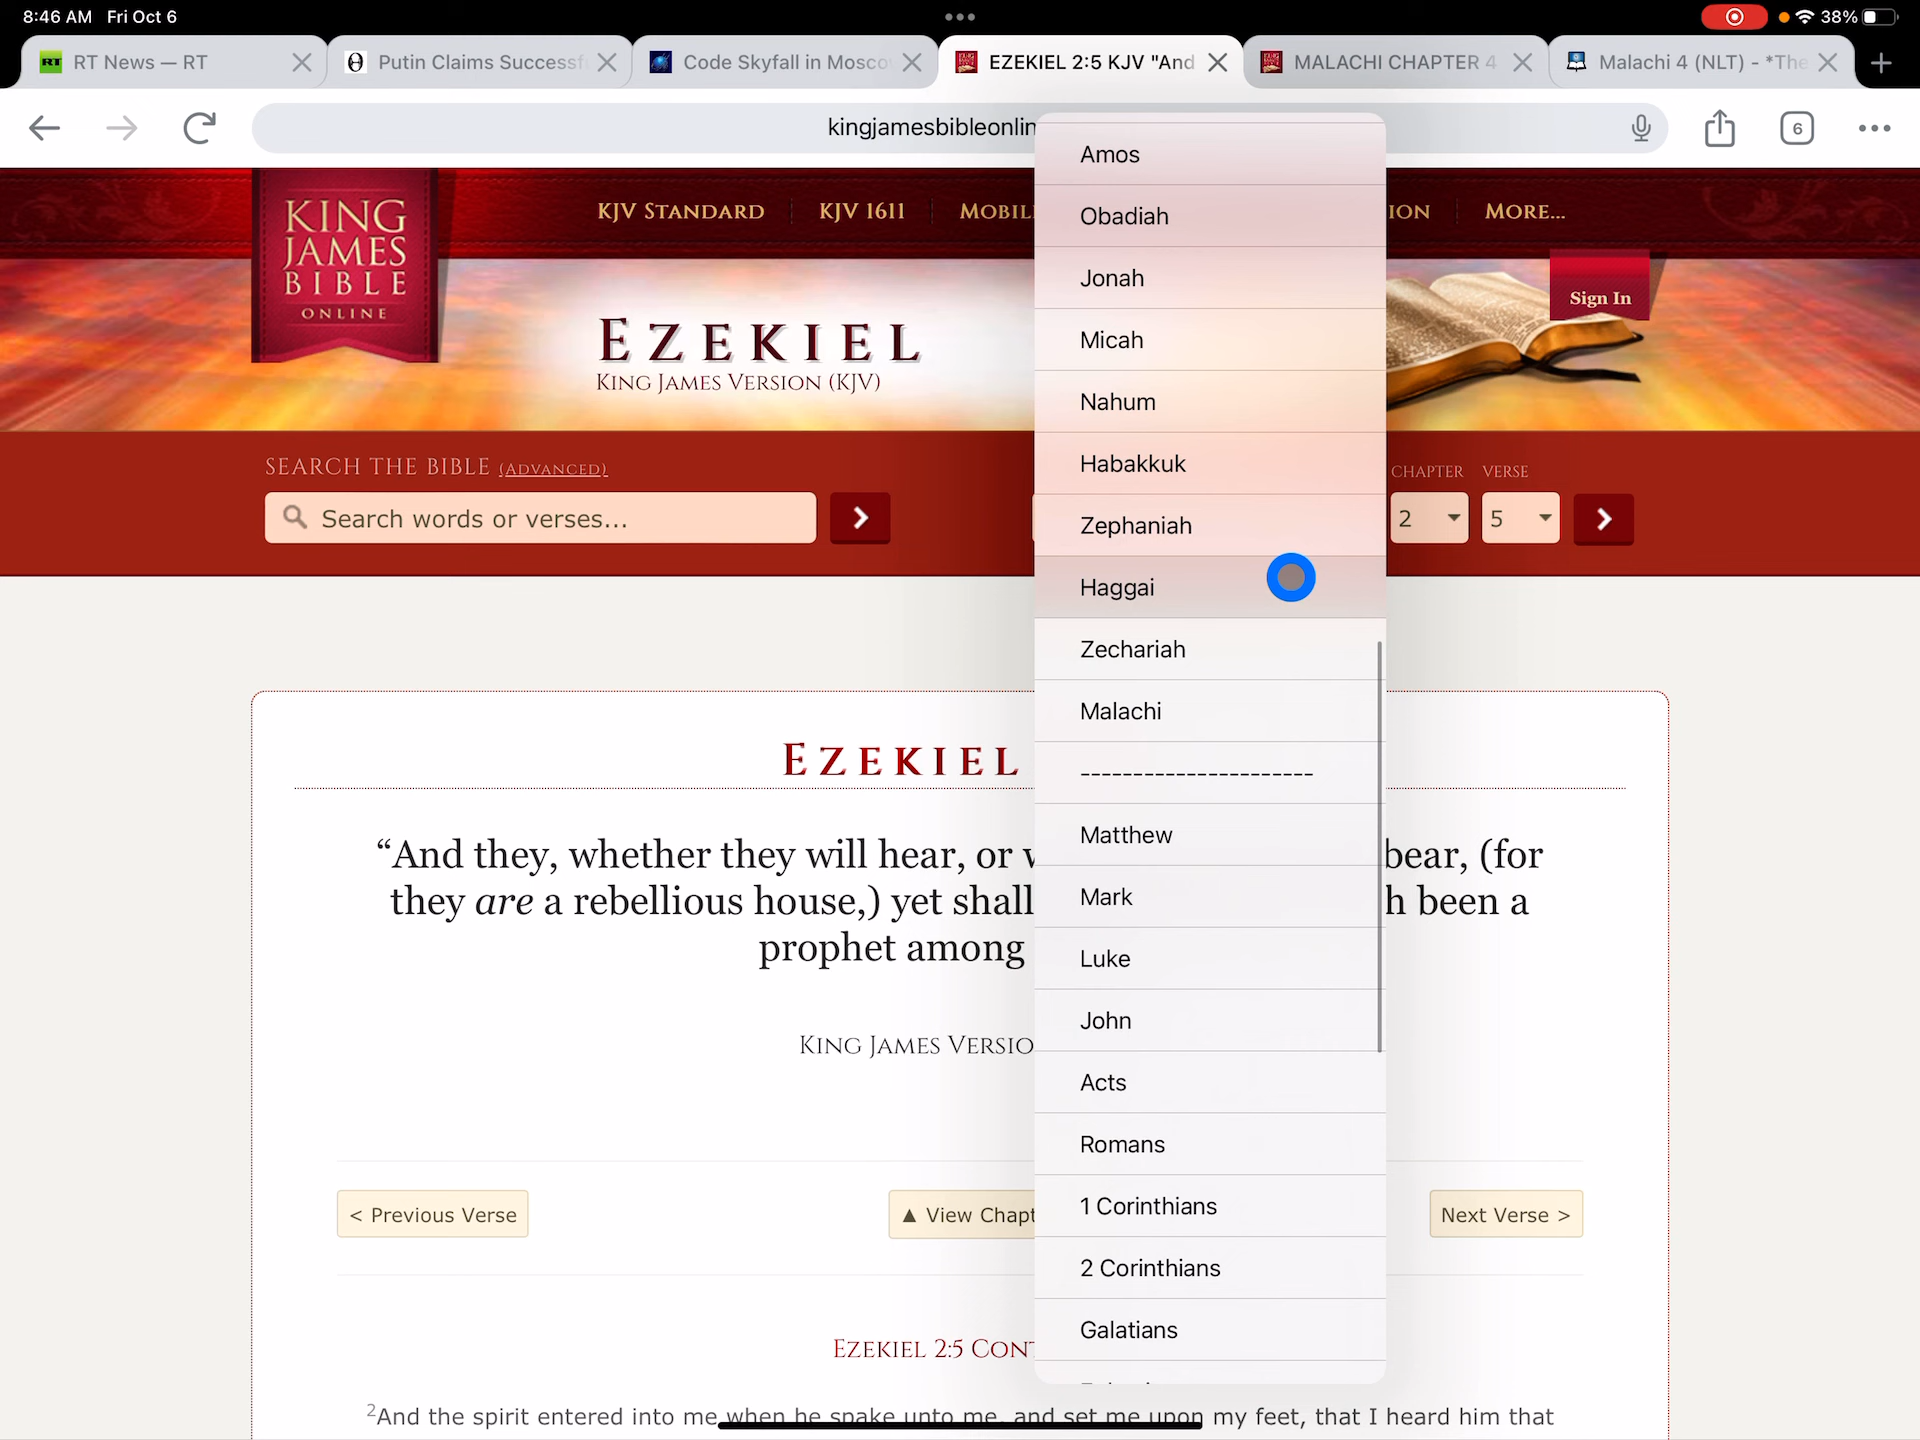 8:46 AM Fri Oct 6
38%
RT News — RT
Putin Claims Successf
Code Skyfall in Mosco
EZEKIEL 2:5 KJV "And
MALACHI CHAPTER 4
Malachi 4 (NLT) - *The
kingjamesbibleonlin
6
KING
JAMES
BIBLE
ONLINE
KJV STANDARD
KJV 1611
MOBIL
ION
MORE...
Sign In
EZEKIEL
KING JAMES VERSION (KJV)
SEARCH THE BIBLE (ADVANCED)
CHAPTER
VERSE
Search words or verses...
2
5
Amos
Obadiah
Jonah
Micah
Nahum
Habakkuk
Zephaniah
Haggai
Zechariah
Malachi
----------------------
Matthew
Mark
Luke
John
Acts
Romans
1 Corinthians
2 Corinthians
Galatians
EZEKIEL
“And they, whether they will hear, or bear, (for
they are a rebellious house,) yet shall h been a
prophet among
KING JAMES VERSIO
< Previous Verse
▲ View Chapt
Next Verse >
EZEKIEL 2:5 CONT
2And the spirit entered into me when he spake unto me, and set me upon my feet, that I heard him that